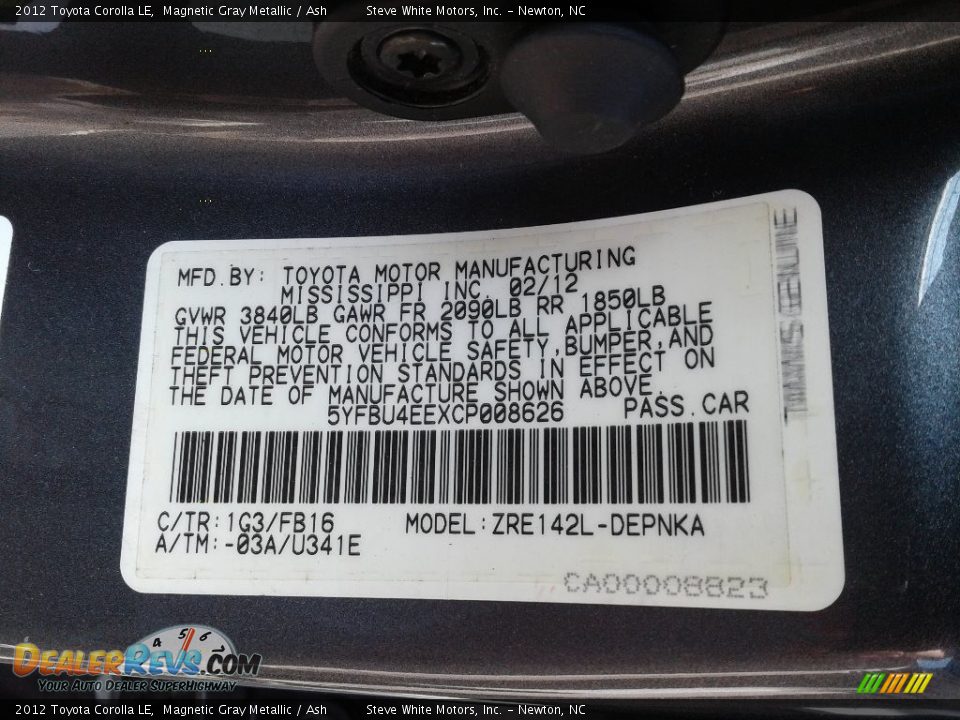 2012 Toyota Corolla LE, Magnetic Gray Metallic / Ash Steve White Motors, Inc. - Newton, NC
MFD.BY: TOYOTA MOTOR MANUFACTURING
MISSISSIPPI INC. 02/12
GVWR 3840LB GAWR FR 2090LB RR 1850LB
THIS VEHICLE CONFORMS TO ALL APPLICABLE
FEDERAL MOTOR VEHICLE SAFETY,BUMPER,AND
THEFT PREVENTION STANDARDS IN EFFECT ON
THE DATE OF MANUFACTURE SHOWN ABOVE.
5YFBU4EEXCP008626 PASS.CAR
C/TR:1G3/FB16 MODEL:ZRE142L-DEPNKA
A/TM:-03A/U341E
CA00008823
GENUINE
4 5 6
DEALERREVS.COM
YOUR AUTO DEALER SUPERHIGHWAY
2012 Toyota Corolla LE, Magnetic Gray Metallic / Ash Steve White Motors, Inc. - Newton, NC